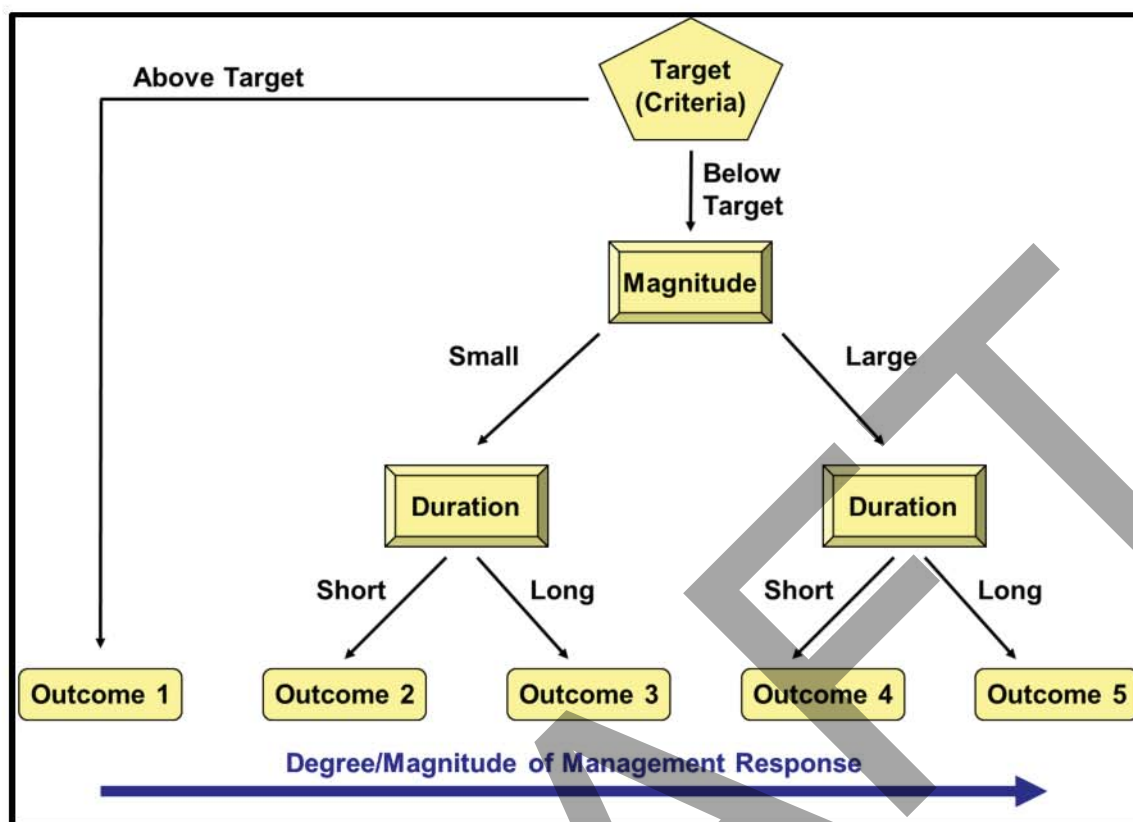 Above Target
Target
(Criteria)
Below
Target
Magnitude
Small
Large
Duration
Duration
Short
Long
Short
Long
Outcome 1
Outcome 2
Outcome 3
Outcome 4
Outcome 5
Degree/Magnitude of Management Response